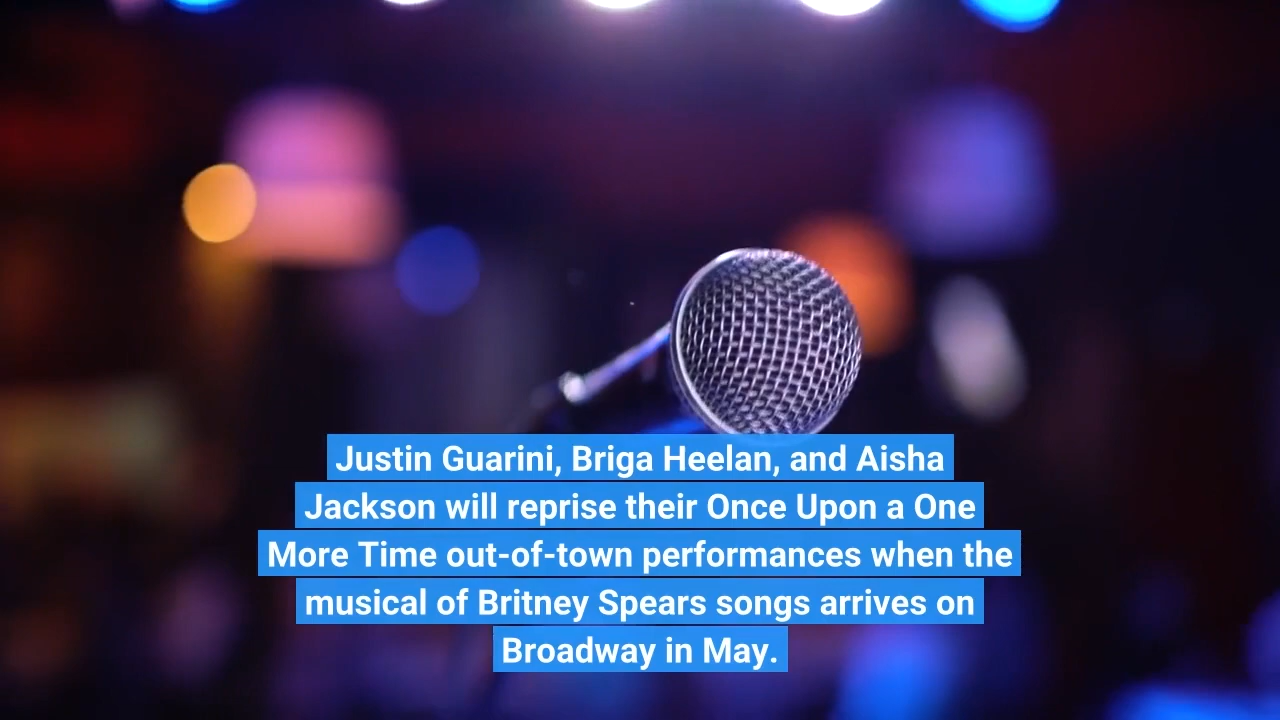 Justin Guarini, Briga Heelan, and Aisha
Jackson will reprise their Once Upon a One
More Time out-of-town performances when the
musical of Britney Spears songs arrives on
Broadway in May.